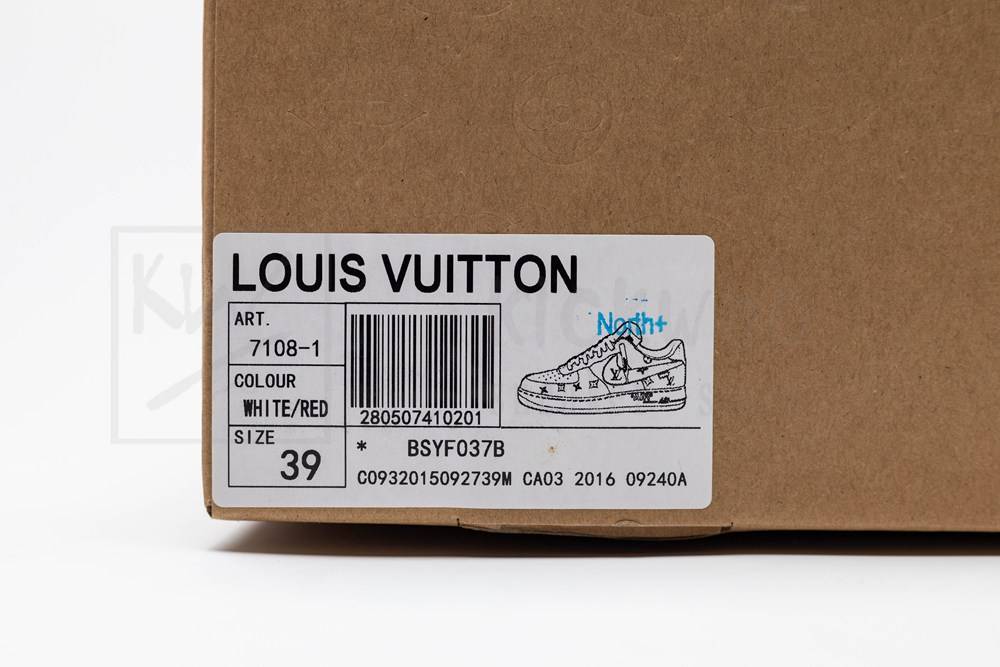 LOUIS VUITTON
ART.
7108-1
COLOUR
WHITE/RED
SIZE
39
280507410201
North+
* BSYF037B
C0932015092739M CA03 2016 09240A